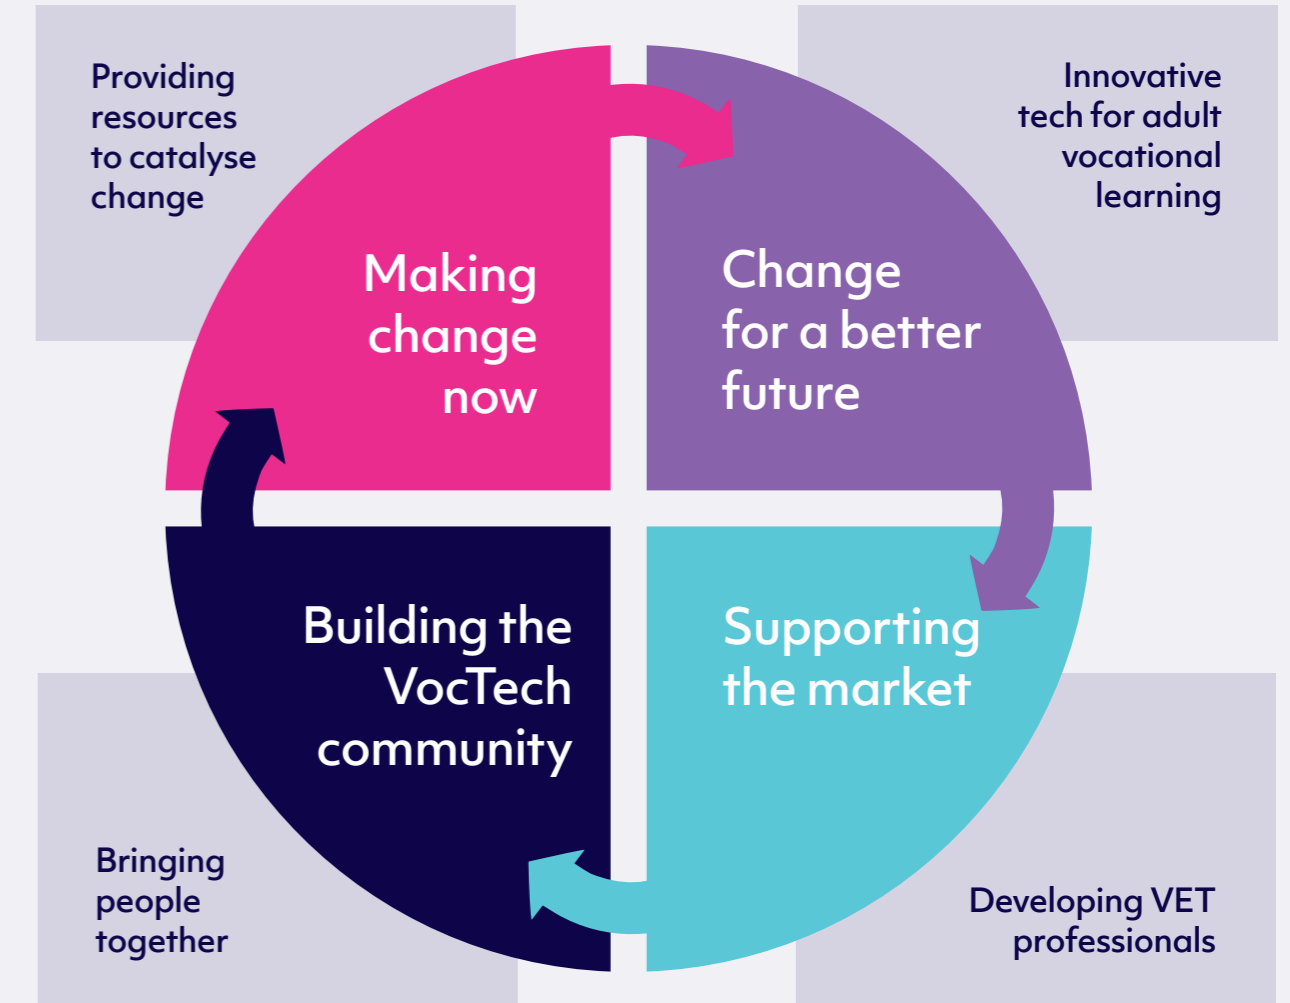 Providing
resources
to catalyse
change
Innovative
tech for adult
vocational
learning
Making
change
now
Change
for a better
future
Building the
VocTech
community
Supporting
the market
Bringing
people
together
Developing VET
professionals